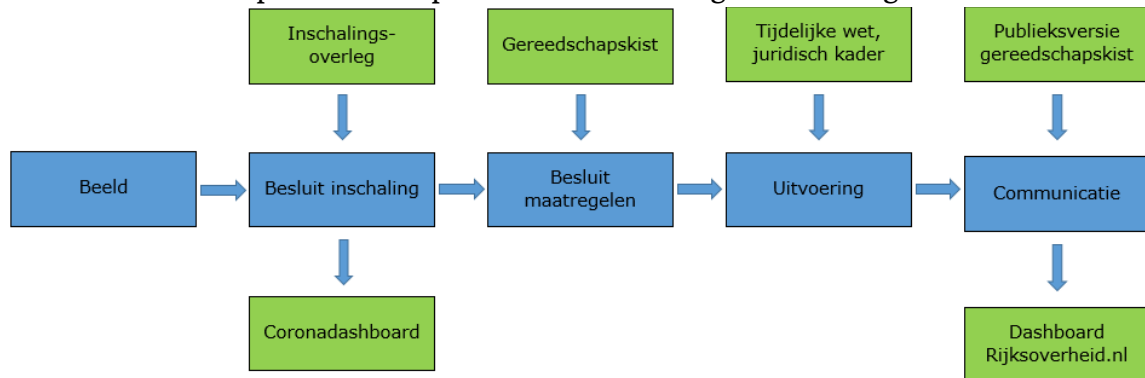 Inschalings-
overleg
Gereedschapskist
Tijdelijke wet,
juridisch kader
Publieksversie
gereedschapskist
Beeld
Besluit inschaling
Besluit
maatregelen
Uitvoering
Communicatie
Coronadashboard
Dashboard
Rijksoverheid.nl